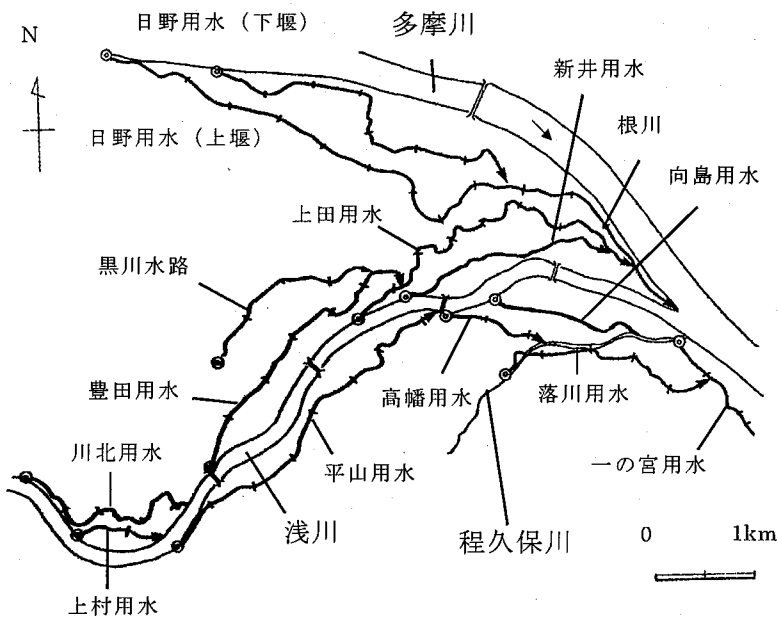 日野用水（下堰）
多摩川
N
新井用水
日野用水（上堰）
根川
向島用水
上田用水
黒川水路
豊田用水
高幡用水
落川用水
川北用水
平山用水
一の宮用水
浅川
程久保川
0 1km
上村用水